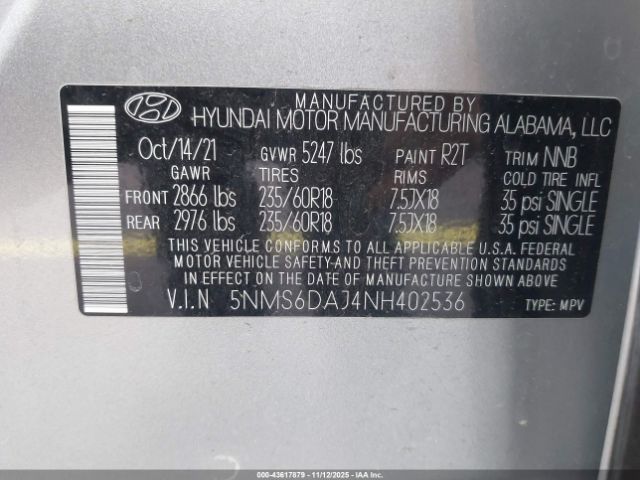 MANUFACTURED BY
HYUNDAI MOTOR MANUFACTURING ALABAMA, LLC
Oct/14/21 GVWR 5247 lbs PAINT R2T TRIM NNB
GAWR TIRES RIMS COLD TIRE INFL
FRONT 2866 lbs 235/60R18 7.5JX18 35 psi SINGLE
REAR 2976 lbs 235/60R18 7.5JX18 35 psi SINGLE
THIS VEHICLE CONFORMS TO ALL APPLICABLE U.S.A. FEDERAL
MOTOR VEHICLE SAFETY AND THEFT PREVENTION STANDARDS
IN EFFECT ON THE DATE OF MANUFACTURE SHOWN ABOVE.
V.I.N 5NMS6DAJ4NH402536 TYPE: MPV
000-43617879 - 11/12/2025 - IAAI.COM